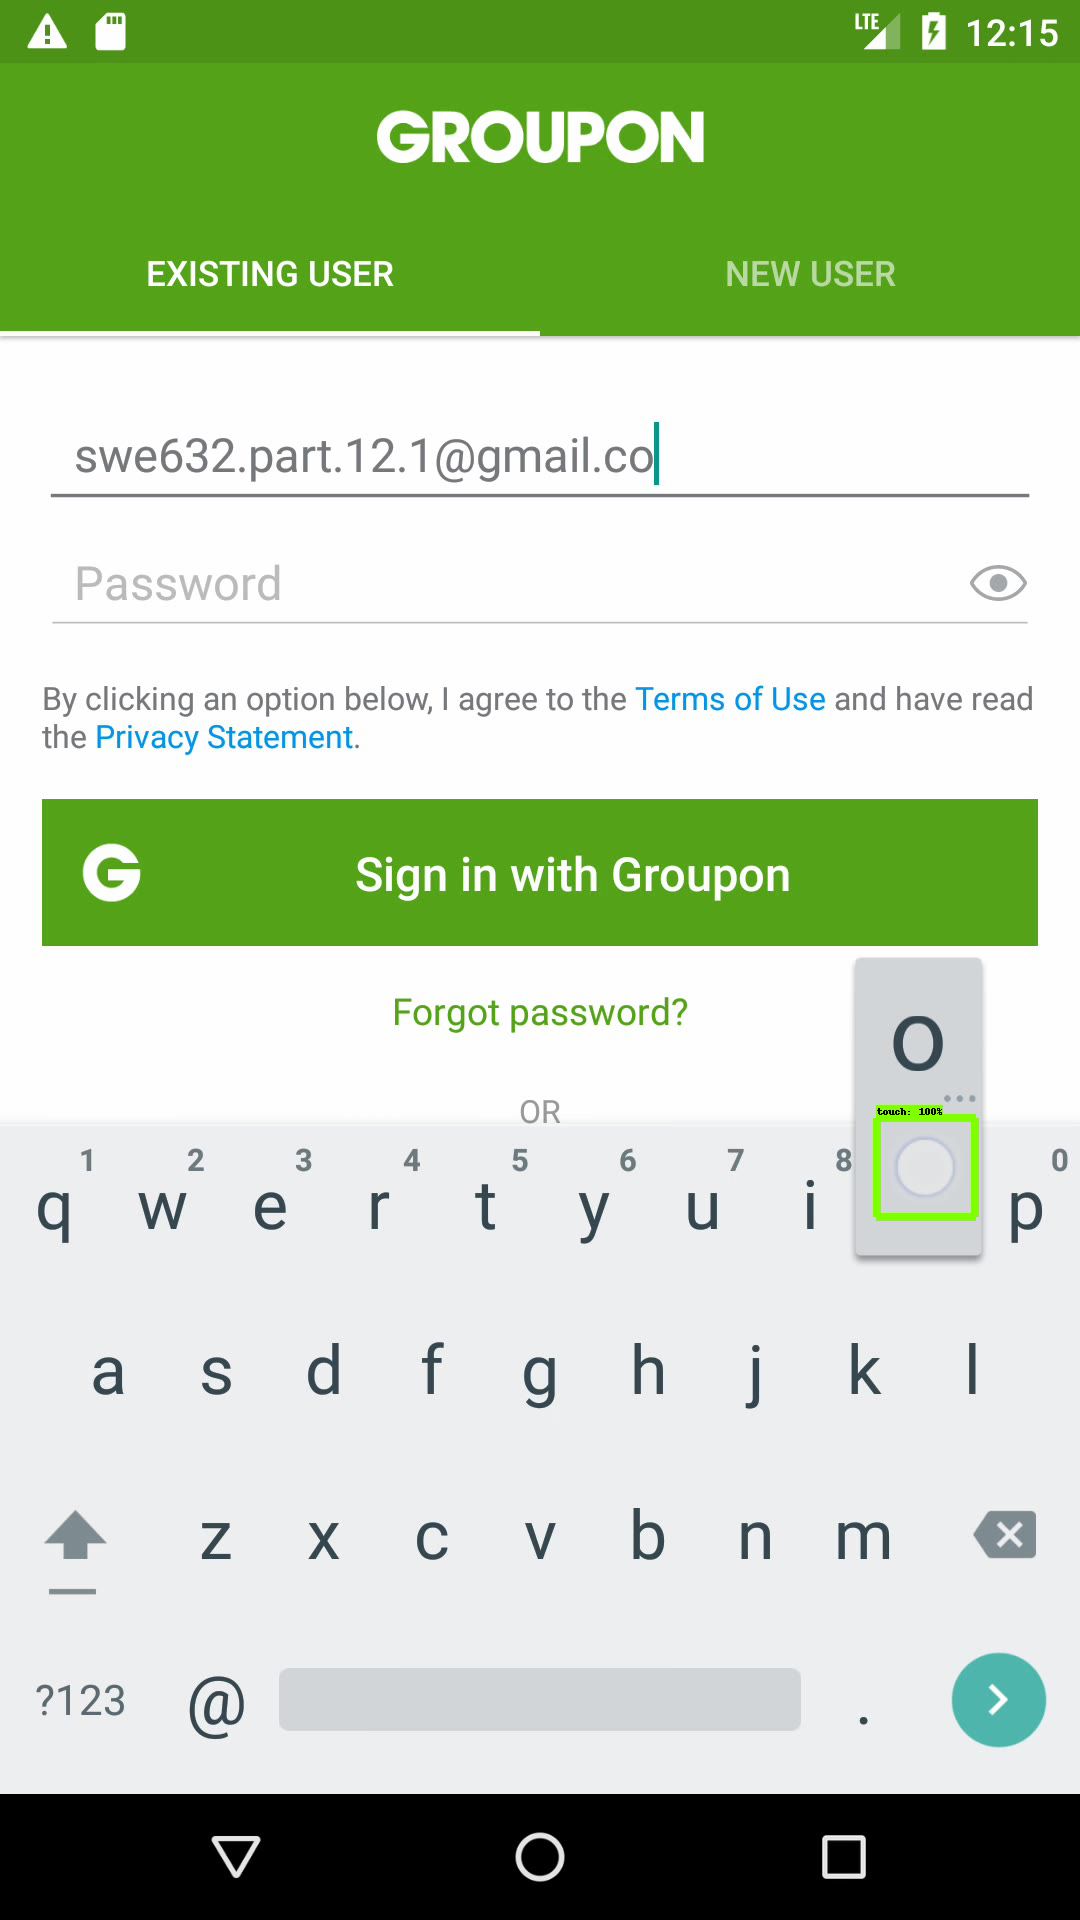 LTE 12:15
GROUPON
EXISTING USER NEW USER
swe632.part.12.1@gmail.co
Password
By clicking an option below, I agree to the Terms of Use and have read
the Privacy Statement.
G Sign in with Groupon
Forgot password?
o
OR
touch: 100%
1 2 3 4 5 6 7 8 0
q w e r t y u i p
a s d f g h j k l
z x c v b n m
?123 @ .